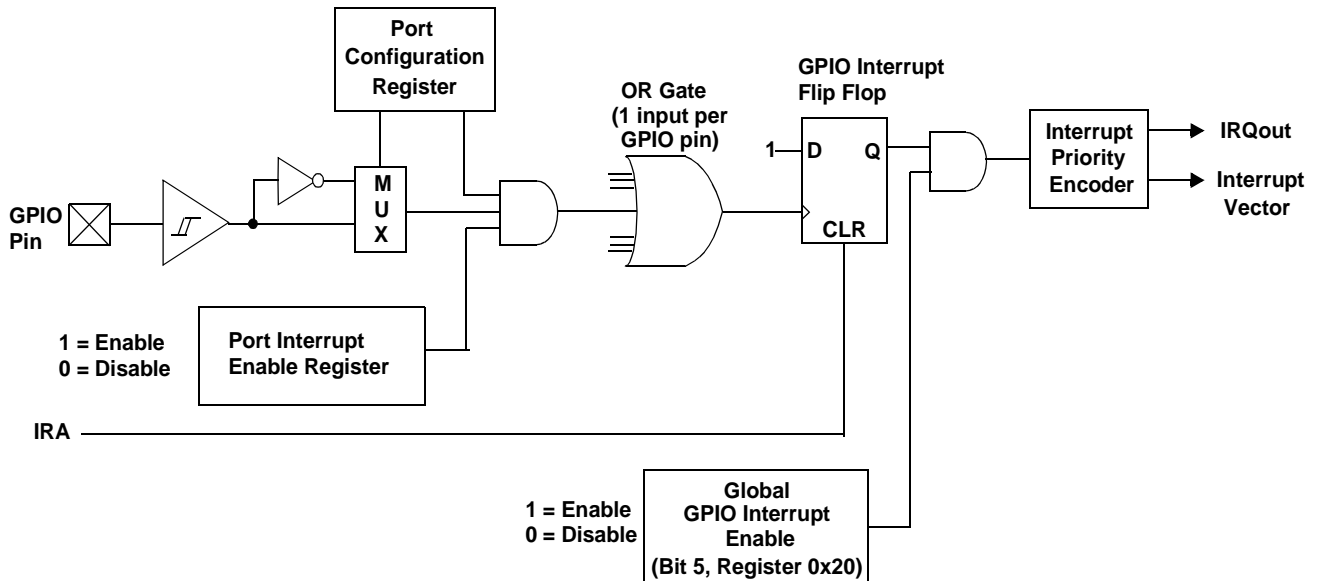 Port
Configuration
Register
GPIO Interrupt
Flip Flop
OR Gate
(1 input per
GPIO pin)
1
D
Q
CLR
Interrupt
Priority
Encoder
IRQout
Interrupt
Vector
M
U
X
GPIO
Pin
1 = Enable
0 = Disable
Port Interrupt
Enable Register
IRA
1 = Enable
0 = Disable
Global
GPIO Interrupt
Enable
(Bit 5, Register 0x20)